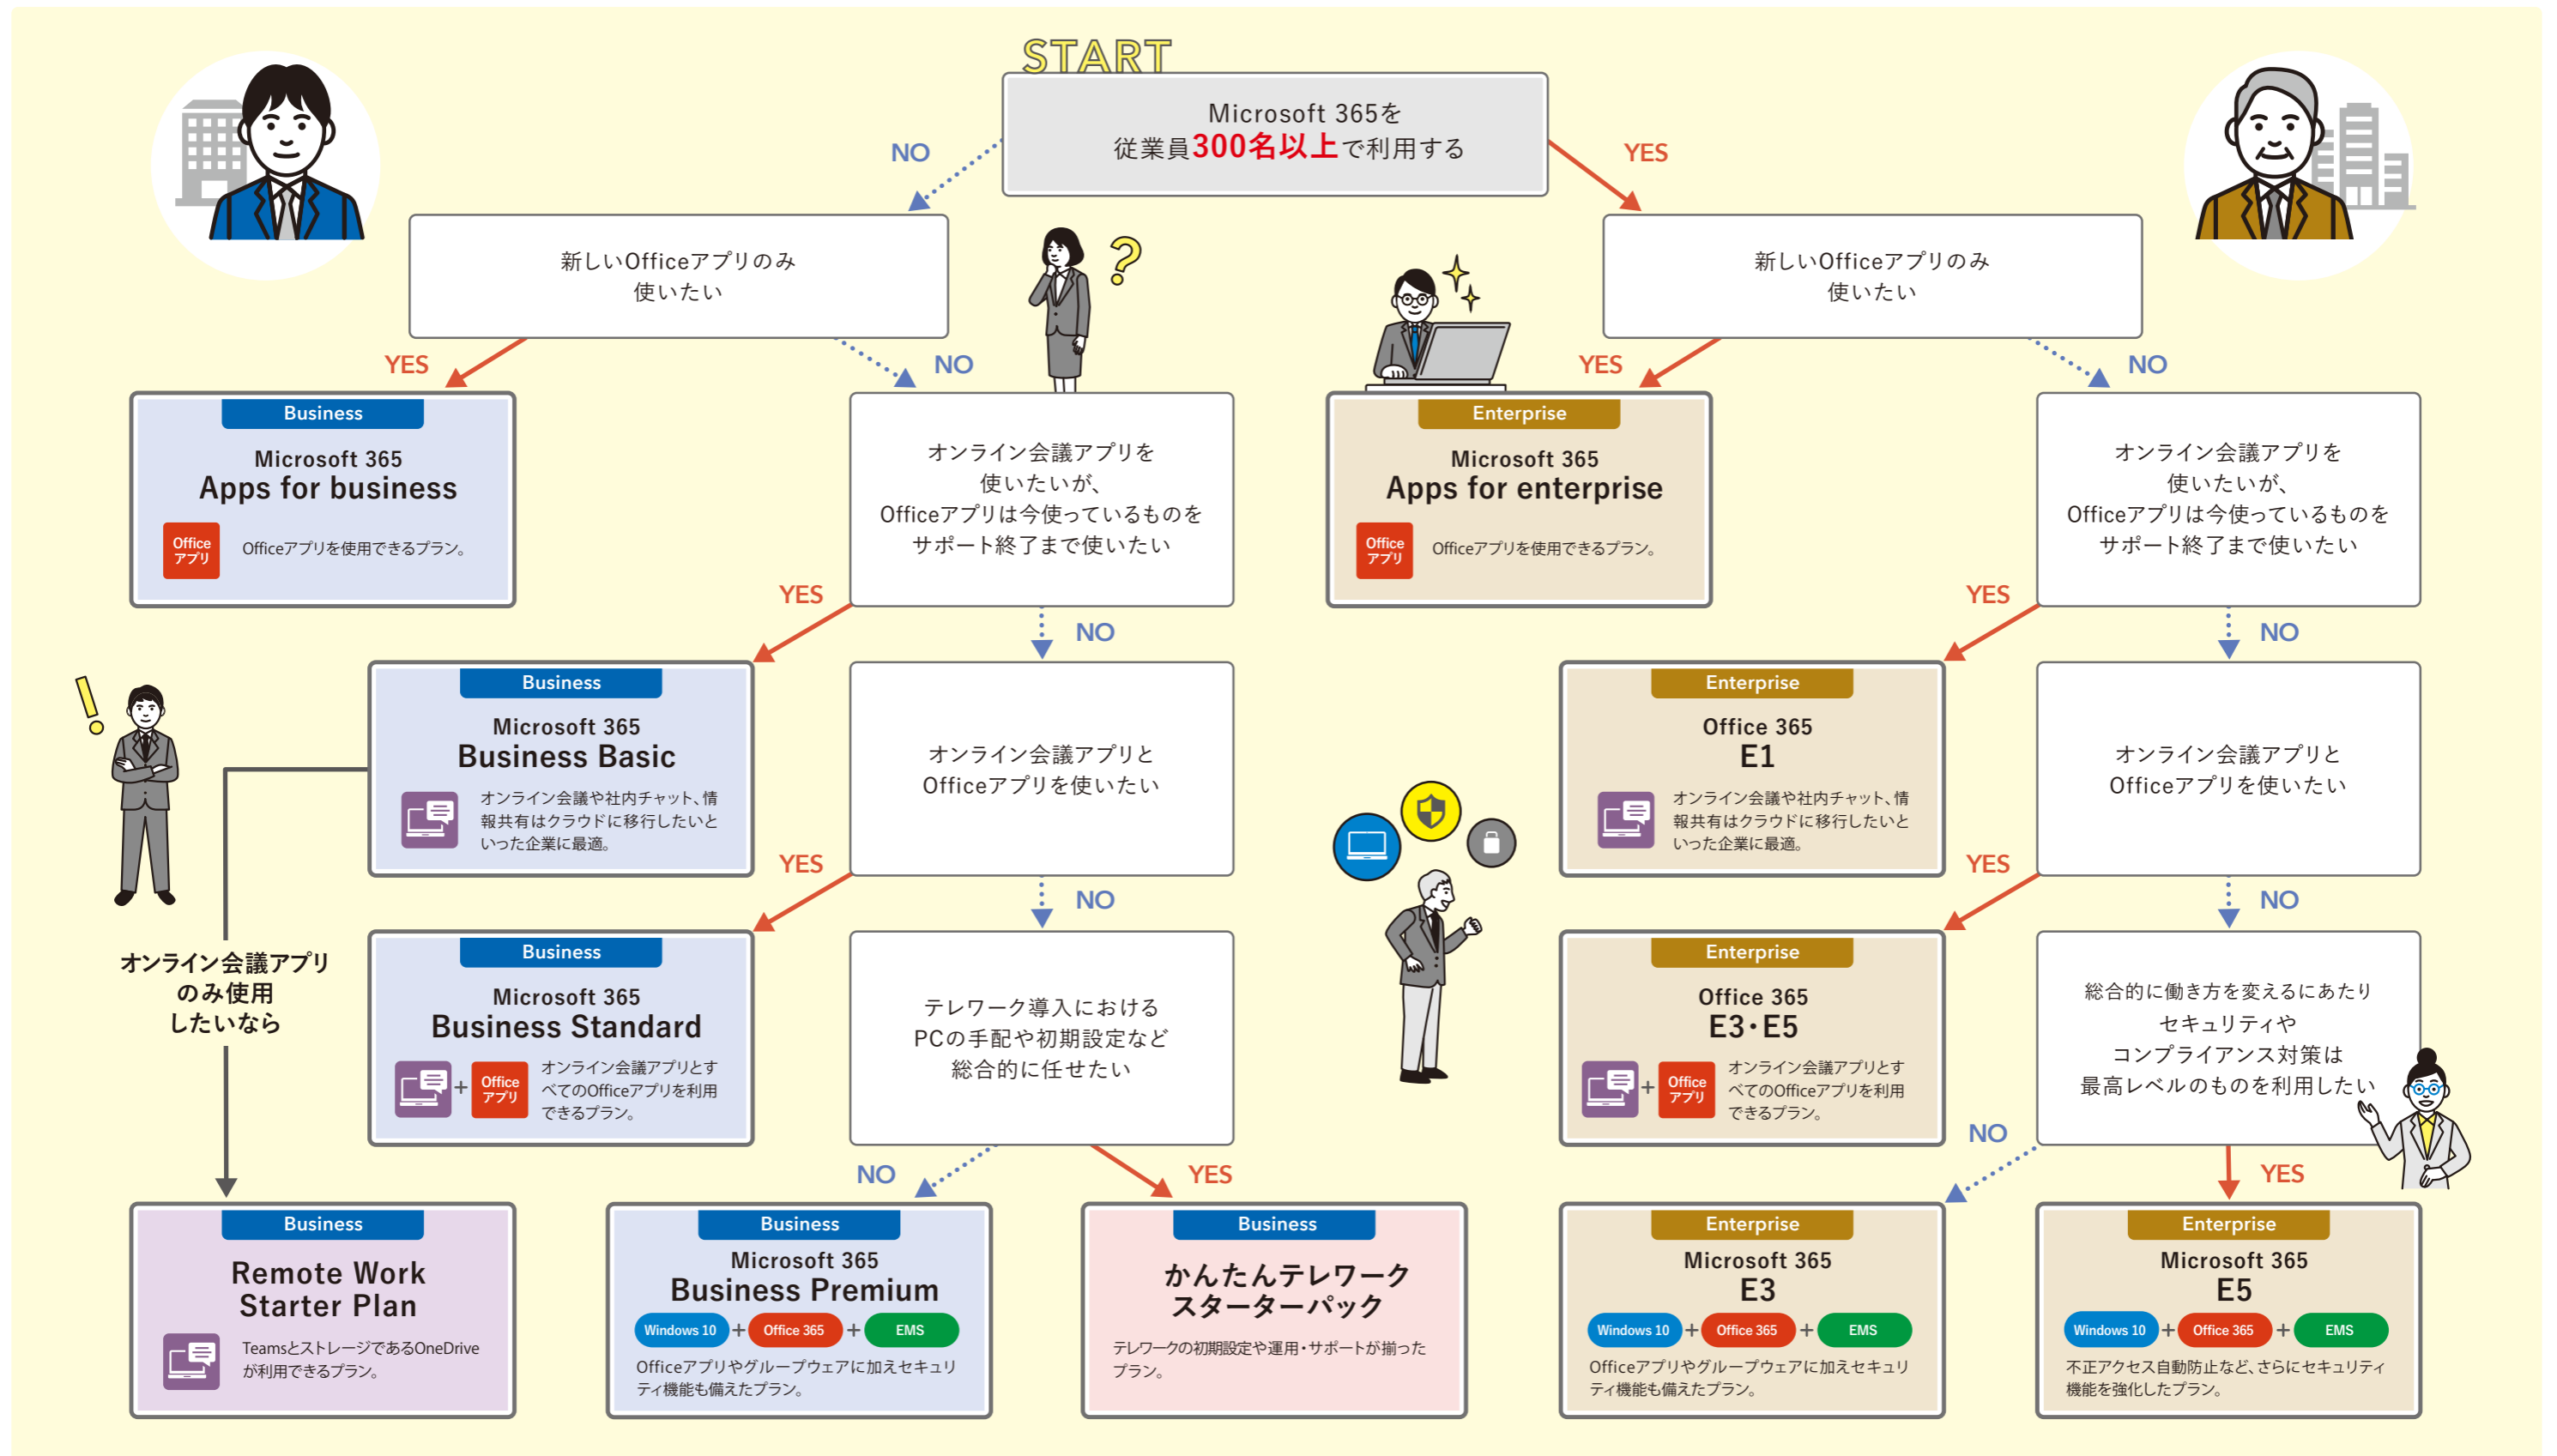 START
Microsoft 365を
従業員300名以上で利用する
NO
YES
新しいOfficeアプリのみ
使いたい
?
新しいOfficeアプリのみ
使いたい
YES
NO
YES
NO
Business
Microsoft 365
Apps for business
Office
アプリ
Officeアプリを使用できるプラン。
オンライン会議アプリを
使いたいが、
Officeアプリは今使っているものを
サポート終了まで使いたい
Enterprise
Microsoft 365
Apps for enterprise
Office
アプリ
Officeアプリを使用できるプラン。
オンライン会議アプリを
使いたいが、
Officeアプリは今使っているものを
サポート終了まで使いたい
YES
NO
YES
NO
!
Business
Microsoft 365
Business Basic
オンライン会議や社内チャット、情
報共有はクラウドに移行したいと
いった企業に最適。
オンライン会議アプリと
Officeアプリを使いたい
Enterprise
Office 365
E1
オンライン会議や社内チャット、情
報共有はクラウドに移行したいと
いった企業に最適。
オンライン会議アプリと
Officeアプリを使いたい
YES
NO
YES
NO
オンライン会議アプリ
のみ使用
したいなら
Business
Microsoft 365
Business Standard
+
Office
アプリ
オンライン会議アプリとす
べてのOfficeアプリを利用
できるプラン。
テレワーク導入における
PCの手配や初期設定など
総合的に任せたい
Enterprise
Office 365
E3・E5
+
Office
アプリ
オンライン会議アプリとす
べてのOfficeアプリを利用
できるプラン。
総合的に働き方を変えるにあたり
セキュリティや
コンプライアンス対策は
最高レベルのものを利用したい
NO
YES
NO
YES
Business
Remote Work
Starter Plan
TeamsとストレージであるOneDrive
が利用できるプラン。
Business
Microsoft 365
Business Premium
Windows 10 + Office 365 + EMS
Officeアプリやグループウェアに加えセキュリ
ティ機能も備えたプラン。
Business
かんたんテレワーク
スターターパック
テレワークの初期設定や運用・サポートが揃った
プラン。
Enterprise
Microsoft 365
E3
Windows 10 + Office 365 + EMS
Officeアプリやグループウェアに加えセキュリ
ティ機能も備えたプラン。
Enterprise
Microsoft 365
E5
Windows 10 + Office 365 + EMS
不正アクセス自動防止など、さらにセキュリティ
機能を強化したプラン。